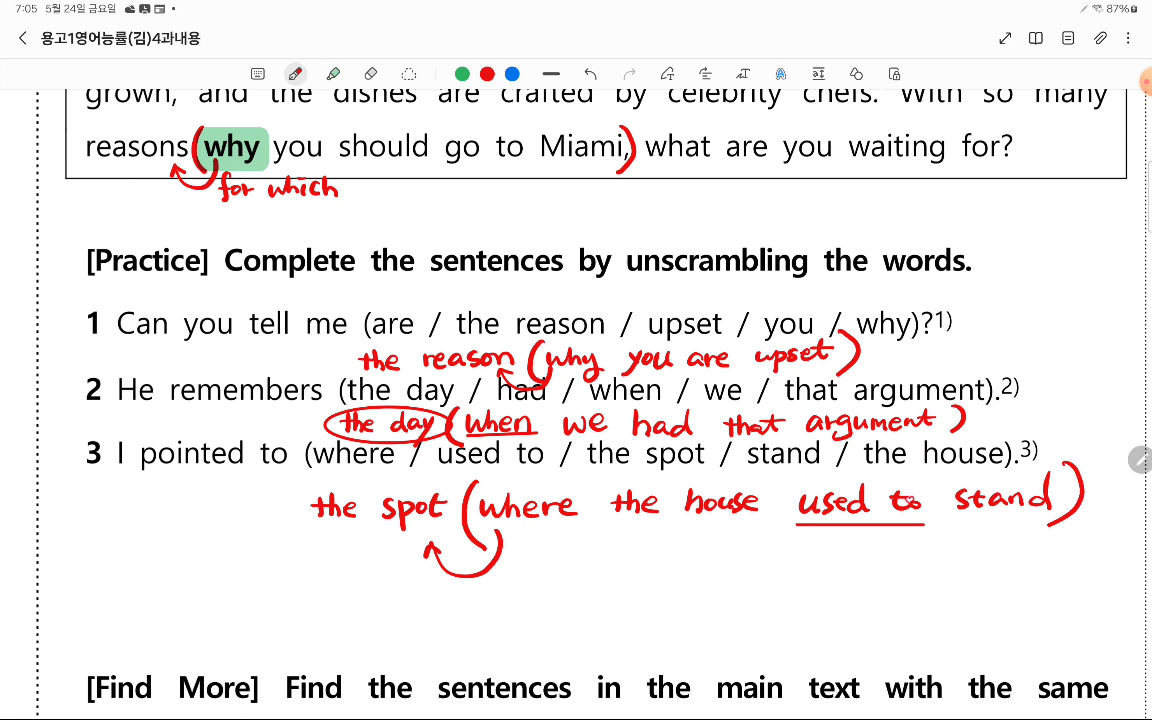 7:05 5월 24일 금요일 87%
용고1영어능률(김)4과내용
grown, and the dishes are crafted by celebrity chefs. With so many
reasons (why you should go to Miami,) what are you waiting for?
for which
[Practice] Complete the sentences by unscrambling the words.
1 Can you tell me (are / the reason / upset / you / why)?1)
the reason (why you are upset)
2 He remembers (the day / had / when / we / that argument).2)
the day (when we had that argument)
3 I pointed to (where / used to / the spot / stand / the house).3)
the spot (where the house used to stand)
[Find More] Find the sentences in the main text with the same